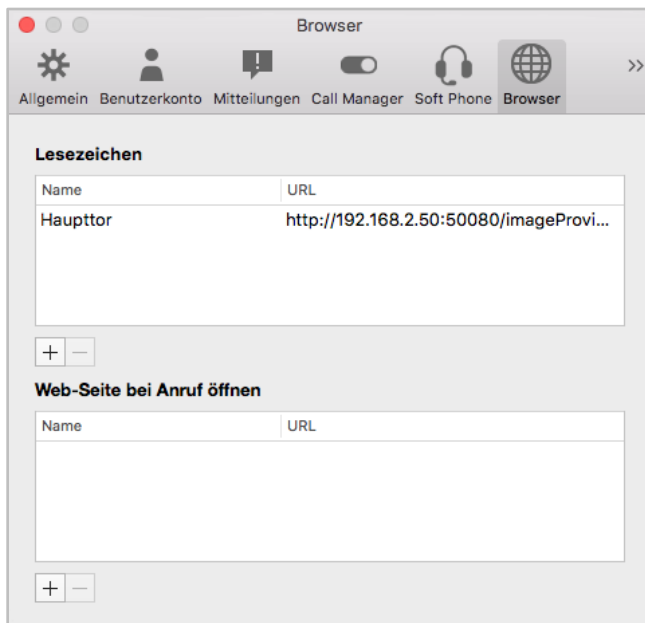 Browser
Allgemein Benutzerkonto Mitteilungen Call Manager Soft Phone Browser
Lesezeichen
Name URL
Haupttor http://192.168.2.50:50080/imageProvi...
Web-Seite bei Anruf öffnen
Name URL